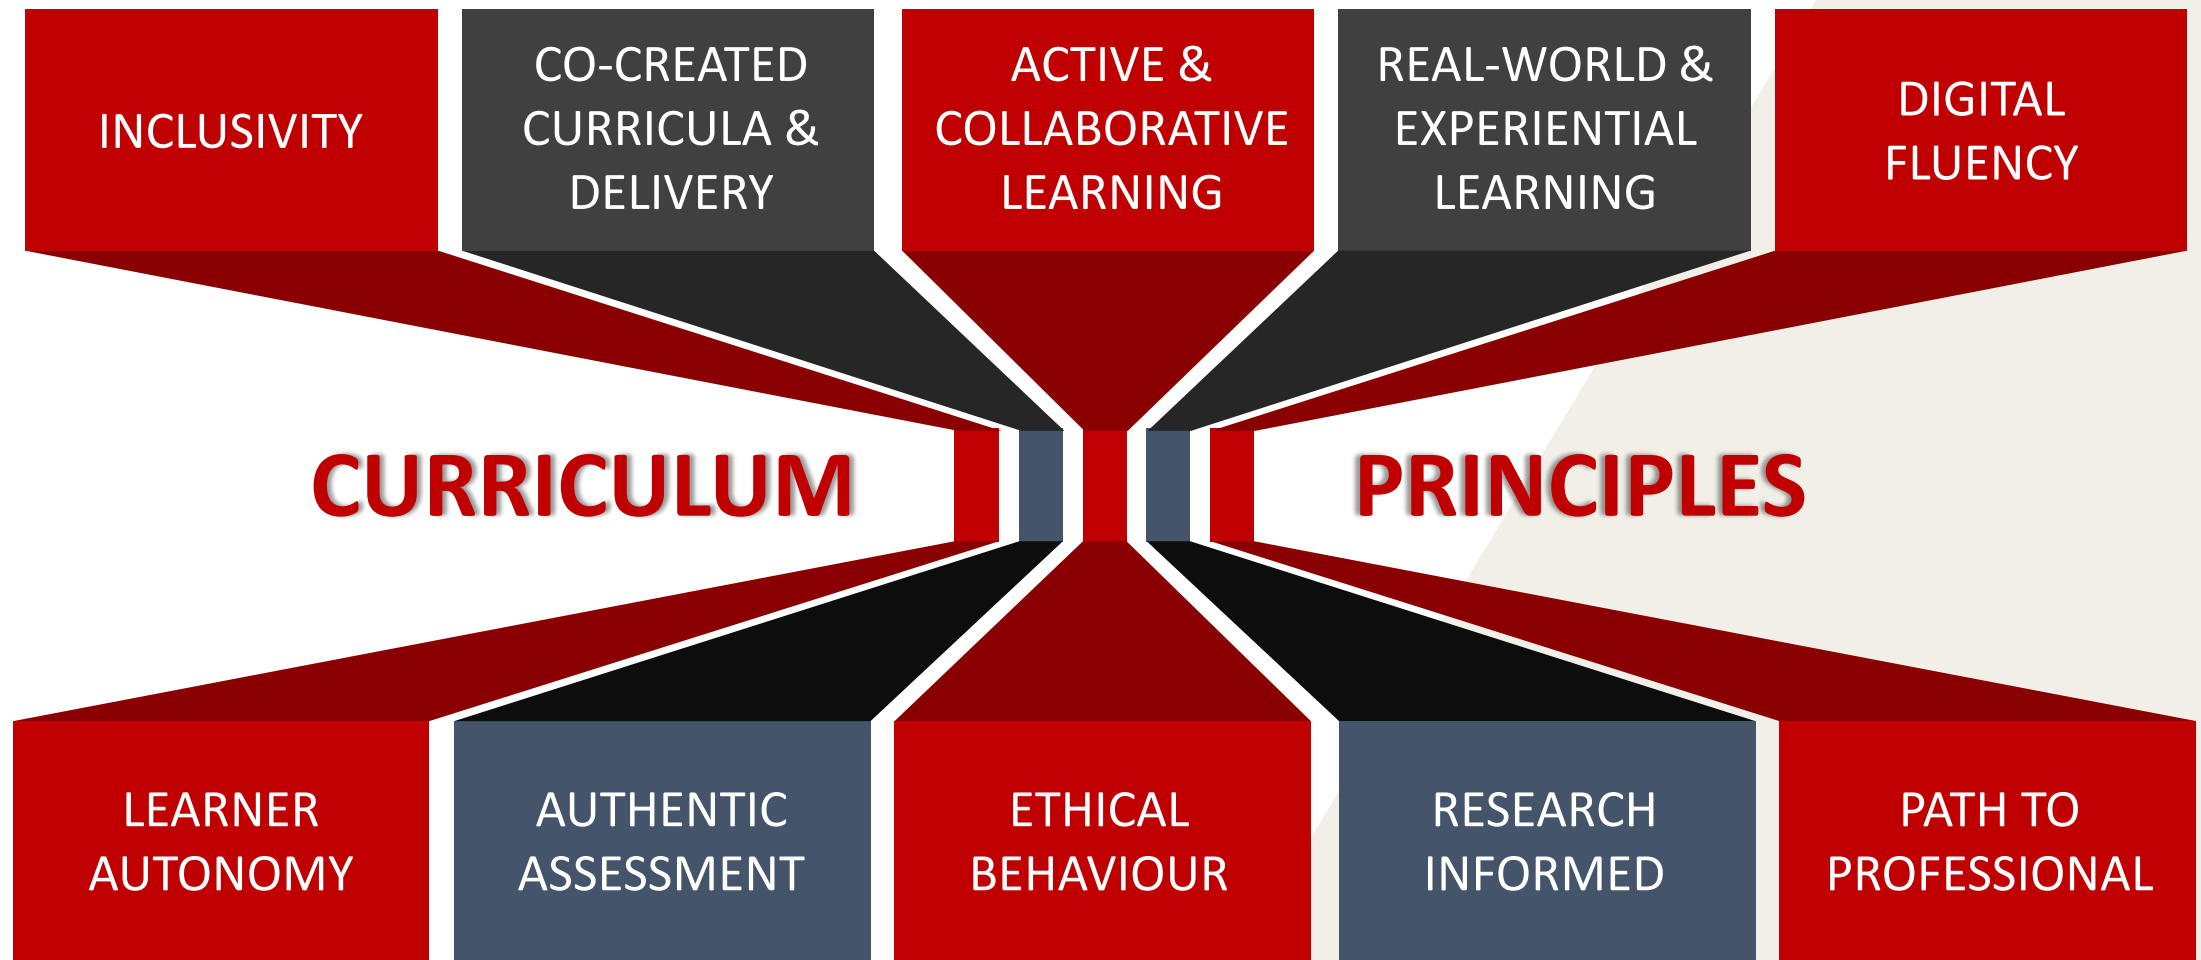 INCLUSIVITY
CO-CREATED
CURRICULA &
DELIVERY
ACTIVE &
COLLABORATIVE
LEARNING
REAL-WORLD &
EXPERIENTIAL
LEARNING
DIGITAL
FLUENCY
CURRICULUM
PRINCIPLES
LEARNER
AUTONOMY
AUTHENTIC
ASSESSMENT
ETHICAL
BEHAVIOUR
RESEARCH
INFORMED
PATH TO
PROFESSIONAL